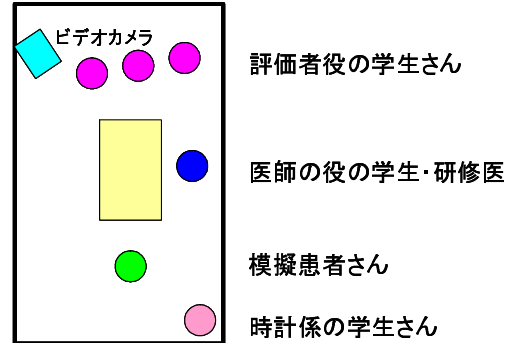 ビデオカメラ
評価者役の学生さん
医師の役の学生・研修医
模擬患者さん
時計係の学生さん